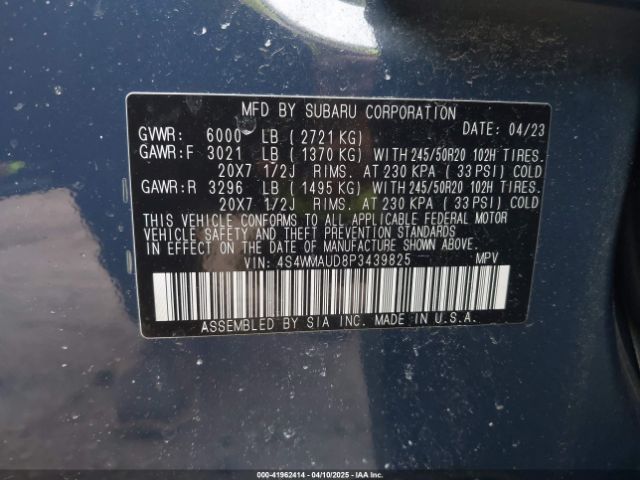 MFD BY SUBARU CORPORATION
DATE: 04/23
GVWR: 6000 LB ( 2721 KG)
GAWR:F 3021 LB ( 1370 KG) WITH 245/50R20 102H TIRES.
20X7.1/2J RIMS. AT 230 KPA ( 33 PSI) COLD
GAWR:R 3296 LB ( 1495 KG) WITH 245/50R20 102H TIRES.
20X7.1/2J RIMS. AT 230 KPA ( 33 PSI) COLD
THIS VEHICLE CONFORMS TO ALL APPLICABLE FEDERAL MOTOR
VEHICLE SAFETY AND THEFT PREVENTION STANDARDS
IN EFFECT ON THE DATE OF MANUFACTURE SHOWN ABOVE.
VIN: 4S4WMAUD8P3439825 MPV
ASSEMBLED BY SIA INC. MADE IN U.S.A.
000-41962414 - 04/10/2025 - IAAI.COM